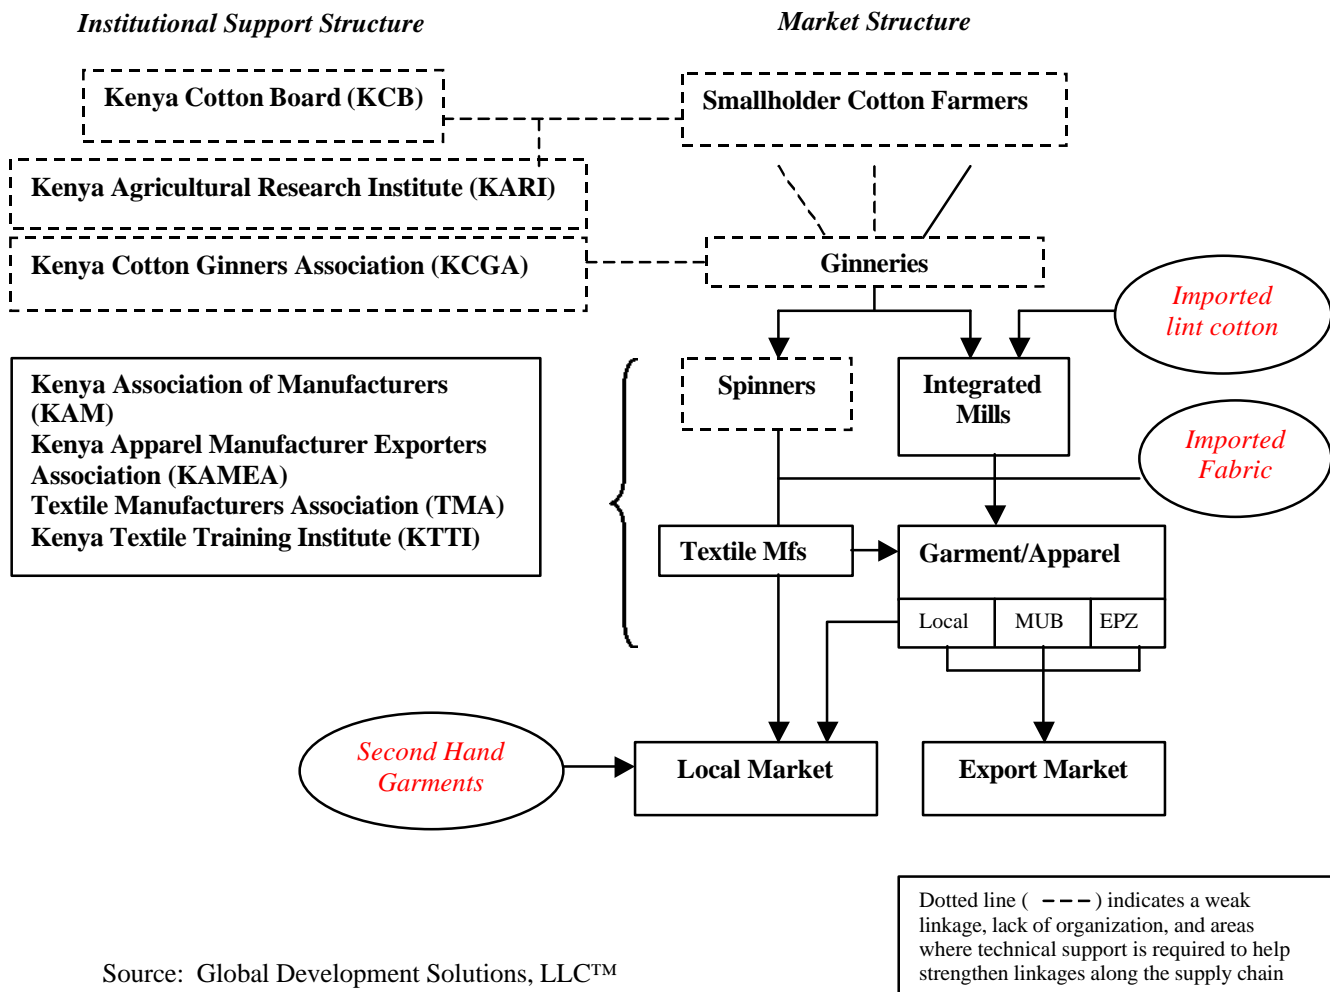 Institutional Support Structure
Market Structure
Kenya Cotton Board (KCB)
Smallholder Cotton Farmers
Kenya Agricultural Research Institute (KARI)
Kenya Cotton Ginners Association (KCGA)
Ginneries
Imported
lint cotton
Kenya Association of Manufacturers
(KAM)
Kenya Apparel Manufacturer Exporters
Association (KAMEA)
Textile Manufacturers Association (TMA)
Kenya Textile Training Institute (KTTI)
Spinners
Integrated
Mills
Imported
Fabric
Textile Mfs
Garment/Apparel
Local
MUB
EPZ
Second Hand
Garments
Local Market
Export Market
Dotted line ( – – – ) indicates a weak
linkage, lack of organization, and areas
where technical support is required to help
strengthen linkages along the supply chain
Source: Global Development Solutions, LLC™